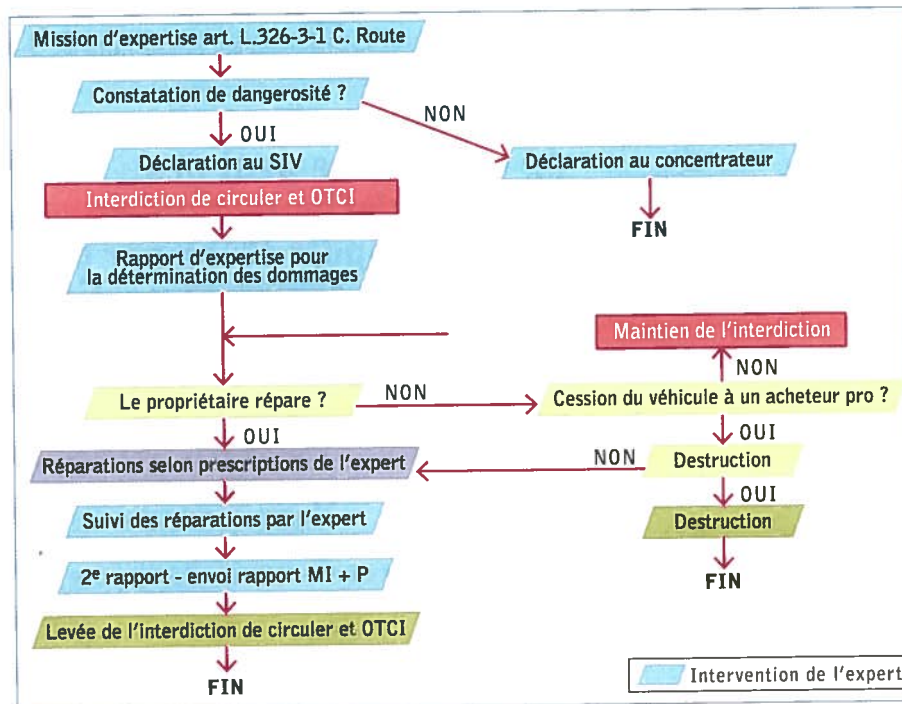 Mission d'expertise art. L.326-3-1 C. Route
Constatation de dangerosité ?
NON
OUI
Déclaration au SIV
Déclaration au concentrateur
Interdiction de circuler et OTCI
FIN
Rapport d'expertise pour
la détermination des dommages
Maintien de l'interdiction
NON
Le propriétaire répare ?
NON
Cession du véhicule à un acheteur pro ?
OUI
OUI
Réparations selon prescriptions de l'expert
NON
Destruction
OUI
Suivi des réparations par l'expert
Destruction
2e rapport - envoi rapport MI + P
FIN
Levée de l'interdiction de circuler et OTCI
FIN
Intervention de l'expert